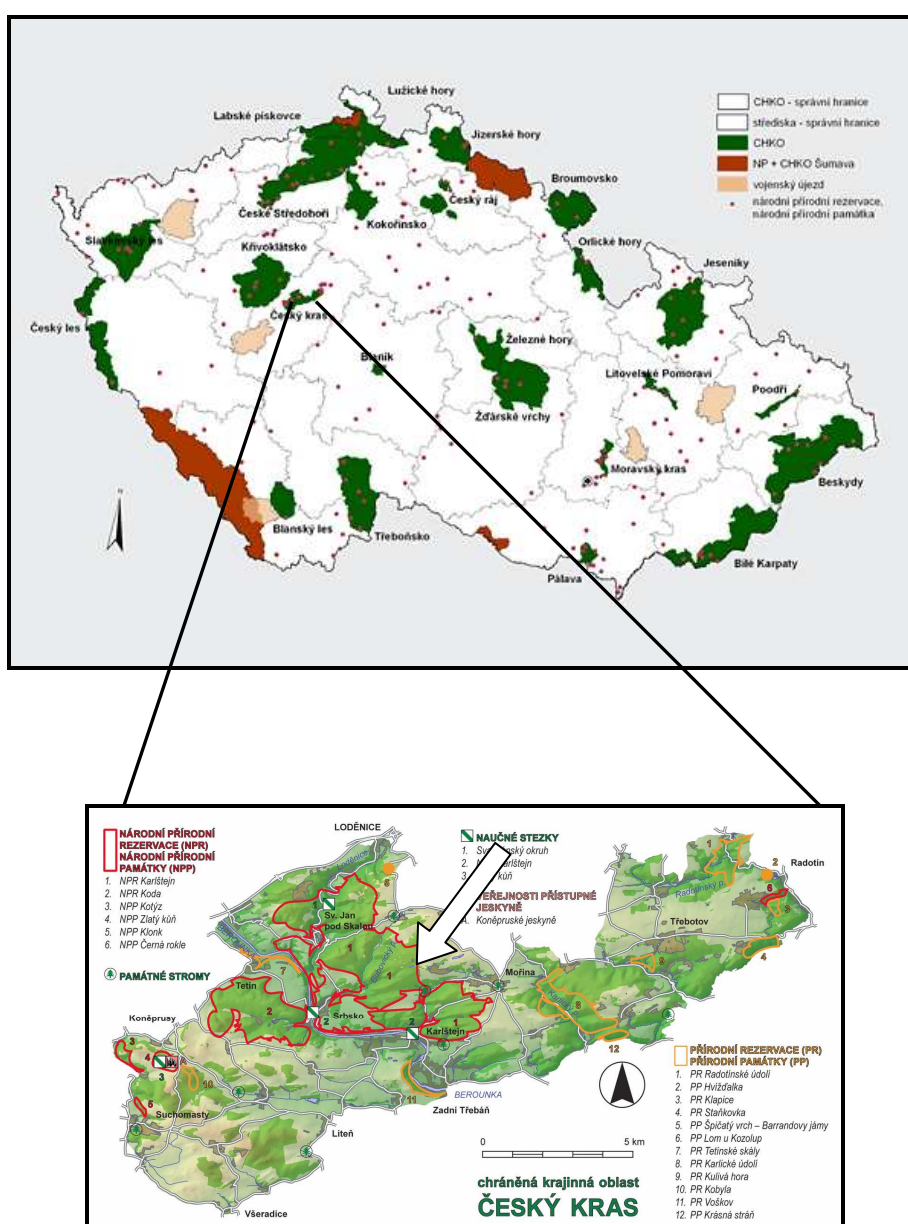 Lužické hory
Labské pískovce
Jizerské hory
CHKO - správní hranice
střediska - správní hranice
CHKO
NP + CHKO Šumava
vojenský újezd
národní přírodní rezervace,
národní přírodní památka
Broumovsko
Český ráj
České Středohoří
Kokořínsko
Slavkovský les
Křivoklátsko
Orlické hory
Jeseníky
Český kras
Český les
Železné hory
Blaník
Litovelské Pomoraví
Poodří
Žďárské vrchy
Moravský kras
Beskydy
Blanský les
Třeboňsko
Bílé Karpaty
Pálava
NÁRODNÍ PŘÍRODNÍ
REZERVACE (NPR)
NÁRODNÍ PŘÍRODNÍ
PAMÁTKY (NPP)
1. NPR Karlštejn
2. NPR Koda
3. NPP Kotýz
4. NPP Zlatý kůň
5. NPP Klonk
6. NPP Černá rokle
PAMÁTNÉ STROMY
LODĚNICE
Loděnice
NAUČNÉ STEZKY
1. Sv okruh
2. N
3. kůň
VEŘEJNOSTI PŘÍSTUPNÉ
JESKYNĚ
A. Koněpruské jeskyně
Radotín
Radotínský p.
Třebotov
Sv. Jan
pod Skalou
Mořina
Tetín
Srbsko
Karlštejn
Koněprusy
Suchomasty
BEROUNKA
Zadní Třebáň
Liteň
Všeradice
0 5 km
chráněná krajinná oblast
ČESKÝ KRAS
PŘÍRODNÍ REZERVACE (PR)
PŘÍRODNÍ PAMÁTKY (PP)
1. PR Radotínské údolí
2. PP Hvížďalka
3. PR Klapice
4. PR Staňkovka
5. PP Špičatý vrch – Barrandovy jámy
6. PP Lom u Kozolup
7. PR Tetínské skály
8. PR Karlické údolí
9. PR Kulivá hora
10. PR Kobyla
11. PR Voškov
12. PP Krásná stráň